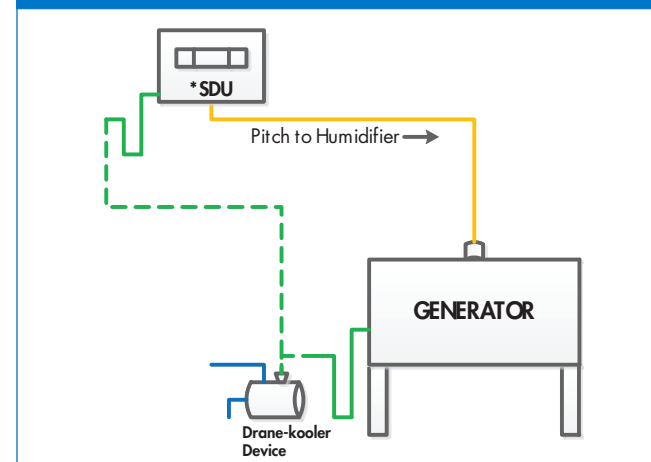 *SDU
Pitch to Humidifier
GENERATOR
Drane-kooler
Device